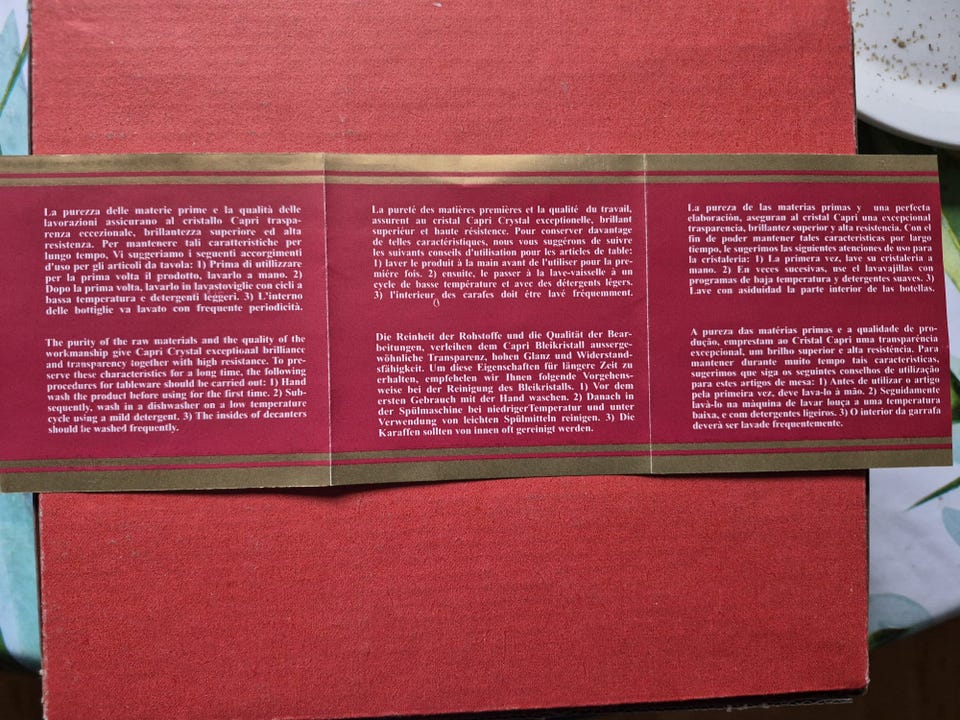 La purezza delle materie prime e la qualità delle
lavorazioni assicurano al cristallo Capri traspa-
renza eccezionale, brillantezza superiore ed alta
resistenza. Per mantenere tali caratteristiche per
lungo tempo, Vi suggeriamo i seguenti accorgimenti
d'uso per gli articoli da tavola: 1) Prima di utilizzare
per la prima volta il prodotto, lavarlo a mano. 2)
Dopo la prima volta, lavarlo in lavastoviglie con cicli a
bassa temperatura e detergenti leggeri. 3) L'interno
delle bottiglie va lavato con frequente periodicità.
The purity of the raw materials and the quality of the
workmanship give Capri Crystal exceptional brilliance
and transparency together with high resistance. To pre-
serve these characteristics for a long time, the following
procedures for tableware should be carried out: 1) Hand
wash the product before using for the first time. 2) Sub-
sequently, wash in a dishwasher on a low temperature
cycle using a mild detergent. 3) The insides of decanters
should be washed frequently.
La pureté des matières premières et la qualité du travail,
assurent au cristal Capri Crystal exceptionelle, brillant
supérieur et haute résistence. Pour conserver davantage
de telles caractéristiques, nous vous suggérons de suivre
les suivants conseils d'utilisation pour les articles de table:
1) laver le produit à la main avant de l'utiliser pour la pre-
mière fois. 2) ensuite, le passer à la lave-vaisselle à un
cycle de basse température et avec des détergents légers.
3) l'interieur des carafes doit être lavé fréquemment.
Die Reinheit der Rohstoffe und die Qualität der Bear-
beitungen, verleihen dem Capri Bleikristall ausserge-
wöhnliche Transparenz, hohen Glanz und Widerstand-
sfähigkeit. Um diese Eigenschaften für längere Zeit zu
erhalten, empfehelen wir Ihnen folgende Vorgehens-
weise bei der Reinigung des Bleikristalls. 1) Vor dem
ersten Gebrauch mit der Hand waschen. 2) Danach in
der Spülmaschine bei niedrigerTemperatur und unter
Verwendung von leichten Spülmitteln reinigen. 3) Die
Karaffen sollten von innen oft gereinigt werden.
La pureza de las materias primas y una perfecta
elaboraciòn, aseguran al cristal Capri una excepcional
trasparencia, brillantez superior y alta resistencia. Con el
fin de poder mantener tales caracteristicas por largo
tiempo, le sugerimos las siguientes atenciones de uso para
la cristaleria: 1) La primera vez, lave su cristaleria a
mano. 2) En veces sucesivas, use el lavavajillas con
programas de baja temperatura y detergentes suaves. 3)
Lave con asiduidad la parte interior de las botellas.
A pureza das matérias primas e a qualidade de pro-
dução, emprestam ao Cristal Capri uma transparência
excepcional, um brilho superior e alta resistência. Para
mantener durante muito tempo tais caracteristicas,
sugerimos que siga os seguintes conselhos de utilização
para estes artigos de mesa: 1) Antes de utilizar o artigo
pela primeira vez, deve lava-lo à mão. 2) Seguidamente
lavà-lo na màquina de lavar louça a uma temperatura
baixa, e com detergentes ligeiros. 3) O interior da garrafa
deverà ser lavade frequentemente.